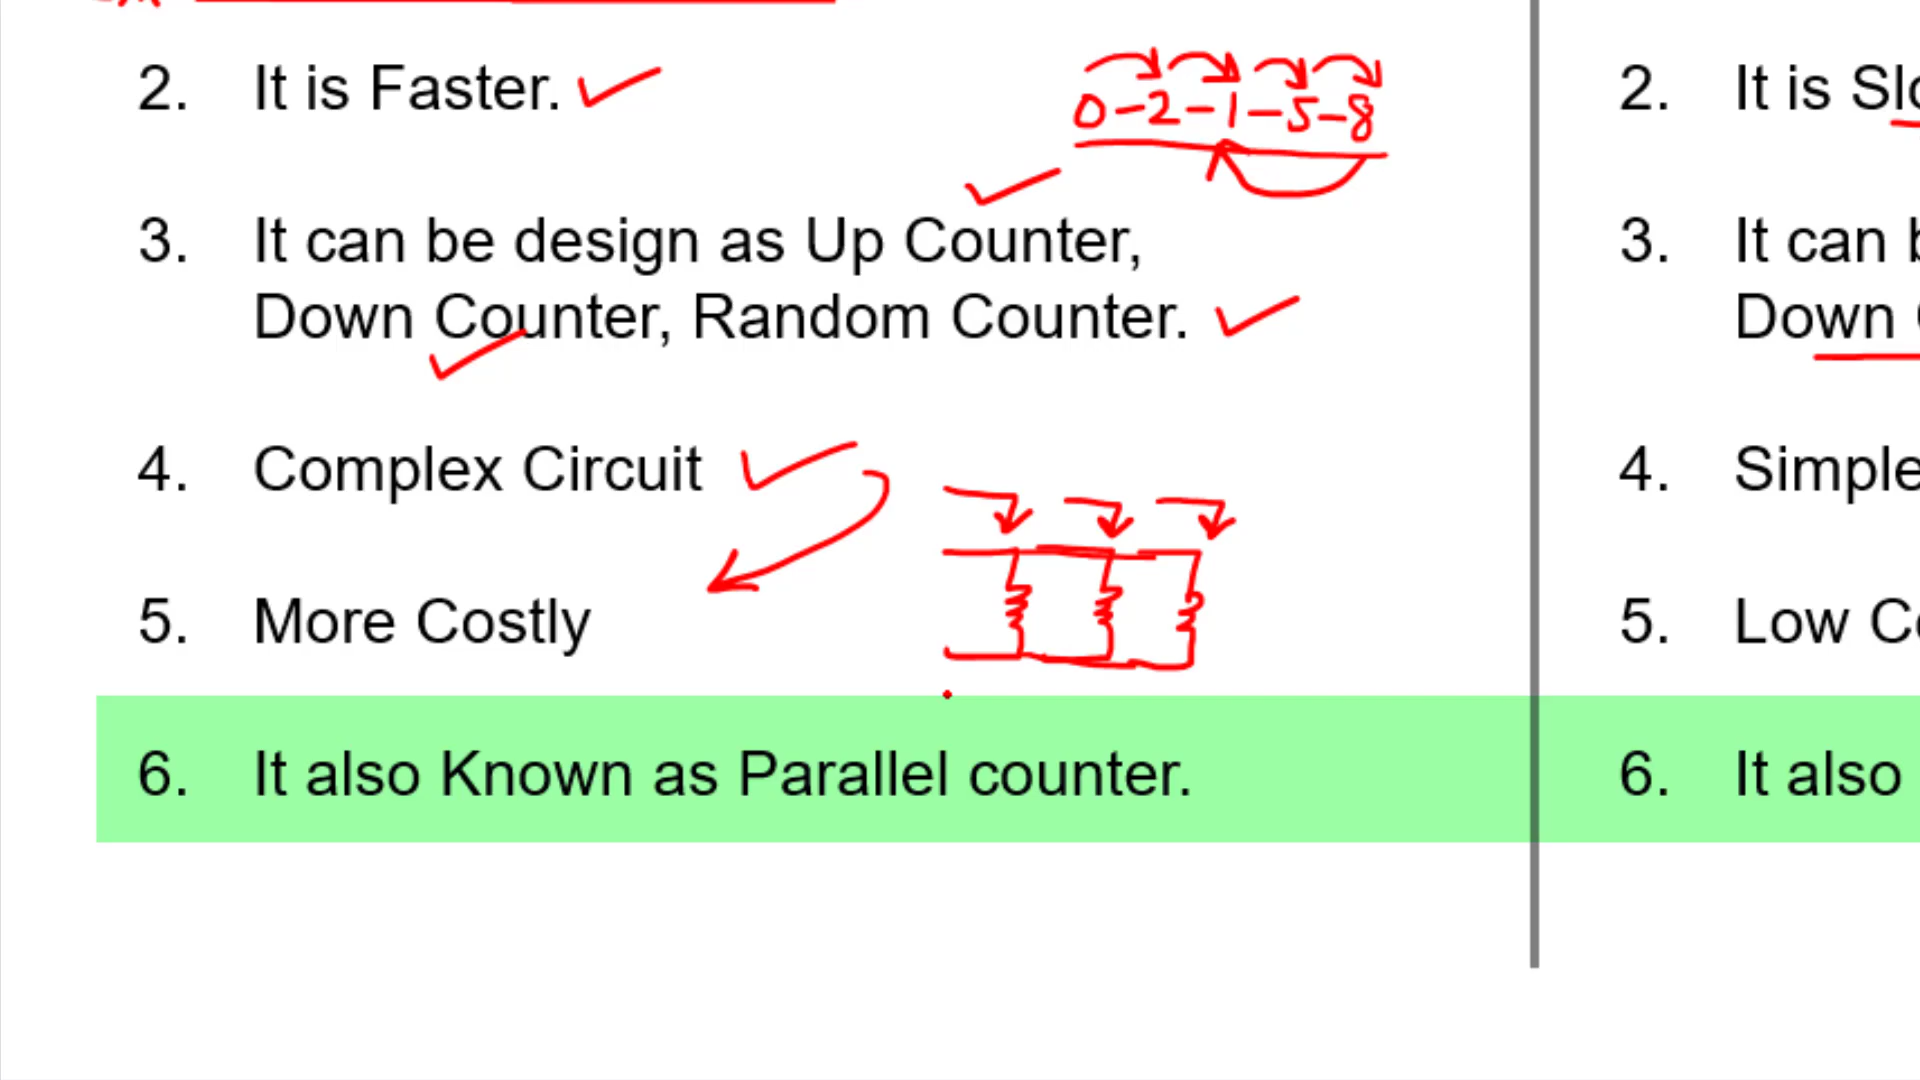 2. It is Faster.
0-2-1-5-8
3. It can be design as Up Counter,
Down Counter, Random Counter.
4. Complex Circuit
5. More Costly
6. It also Known as Parallel counter.
2. It is
3. It can
Down
4. Simple
5. Low
6. It also